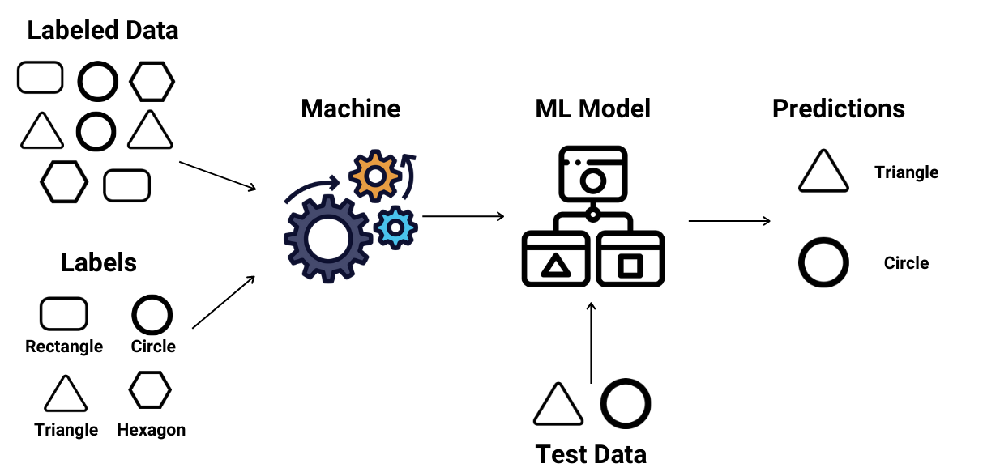 Labeled Data
Machine
ML Model
Predictions
Triangle
Circle
Labels
Rectangle
Circle
Triangle
Hexagon
Test Data